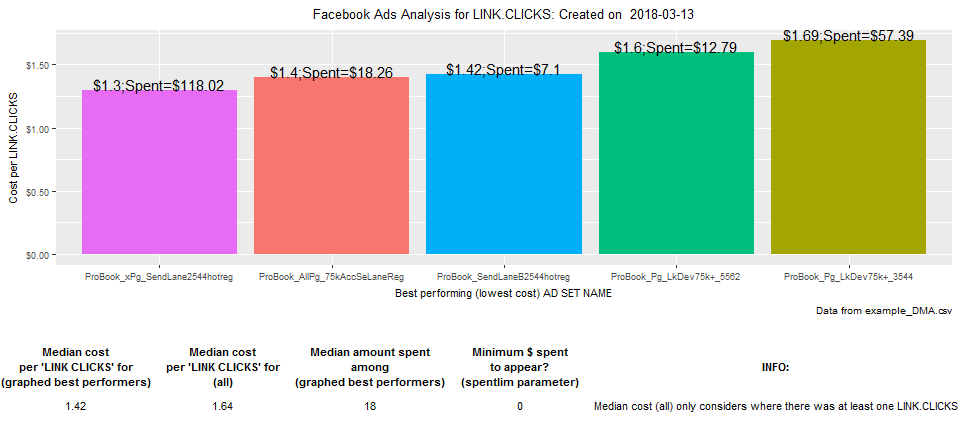 Facebook Ads Analysis for LINK.CLICKS: Created on 2018-03-13
Cost per LINK.CLICKS
$1.50
$1.00
$0.50
$0.00
$1.3;Spent=$118.02
$1.4;Spent=$18.26
$1.42;Spent=$7.1
$1.6;Spent=$12.79
$1.69;Spent=$57.39
ProBook_xPg_SendLane2544hotreg
ProBook_AllPg_75kAccSeLaneReg
ProBook_SendLaneB2544hotreg
ProBook_Pg_LkDev75k+_5562
ProBook_Pg_LkDev75k+_3544
Best performing (lowest cost) AD SET NAME
Data from example_DMA.csv
Median cost
per 'LINK CLICKS' for
(graphed best performers)
Median cost
per 'LINK CLICKS' for
(all)
Median amount spent
among
(graphed best performers)
Minimum $ spent
to appear?
(spentlim parameter)
INFO:
1.42
1.64
18
0
Median cost (all) only considers where there was at least one LINK.CLICKS